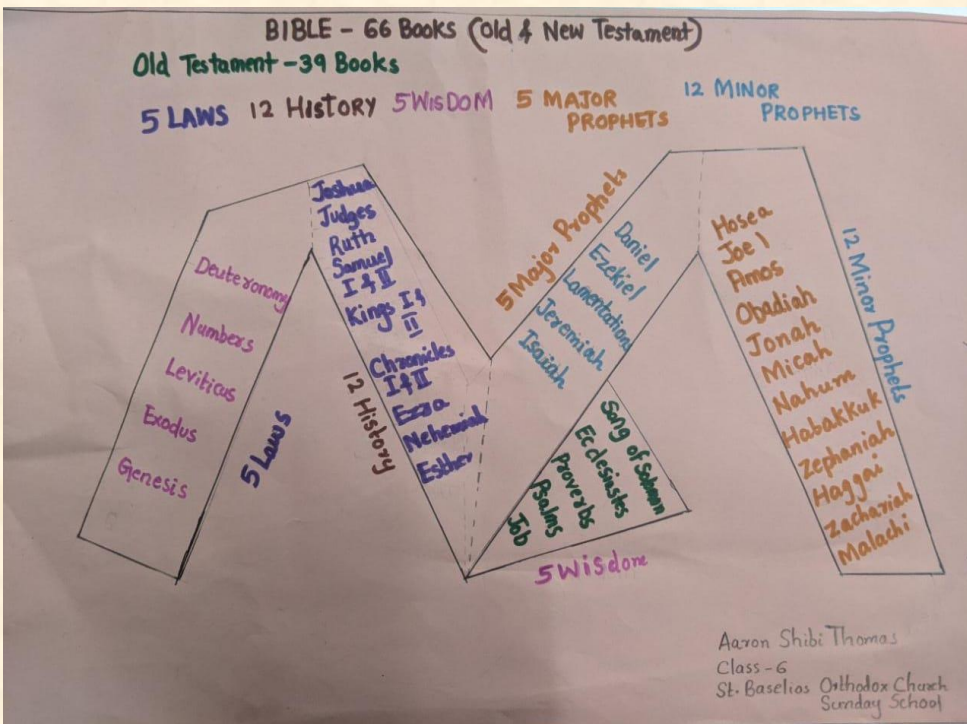 BIBLE - 66 Books (Old & New Testament)
Old Testament - 39 Books
5 LAWS 12 History 5 WISDOM 5 MAJOR PROPHETS 12 MINOR PROPHETS
Deuteronomy
Numbers
Leviticus
Exodus
Genesis
5 Laws
Joshua
Judges
Ruth
Samuel
I & II
Kings I &
II
Chronicles
I & II
Ezra
Nehemiah
Esther
12 History
5 Major Prophets
Daniel
Ezekiel
Lamentations
Jeremiah
Isaiah
Song of Solomon
Ecclesiastes
Proverbs
Psalms
Job
5 Wisdom
Hosea
Joel
Amos
Obadiah
Jonah
Micah
Nahum
Habakkuk
Zephaniah
Haggai
Zachariah
Malachi
12 Minor Prophets
Aaron Shibi Thomas
Class - 6
St. Baselios Orthodox Church
Sunday School